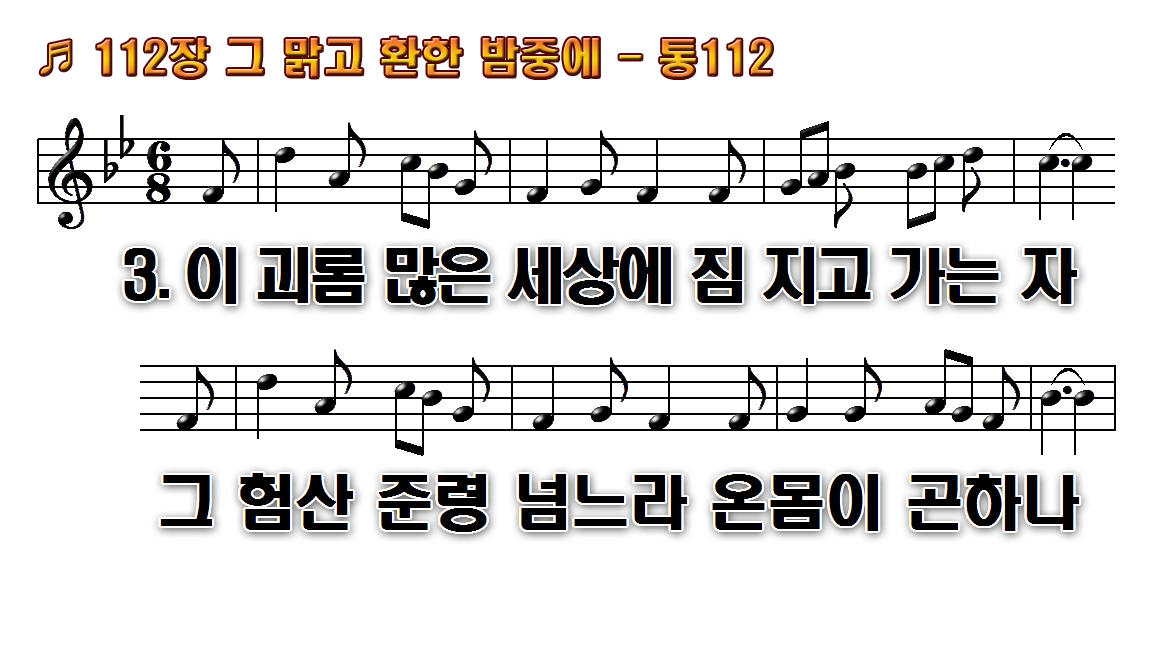 ♬ 112장 그 맑고 환한 밤중에 - 통112
6
8
3. 이 괴롬 많은 세상에 짐 지고 가는 자
그 험산 준령 넘느라 온몸이 곤하나